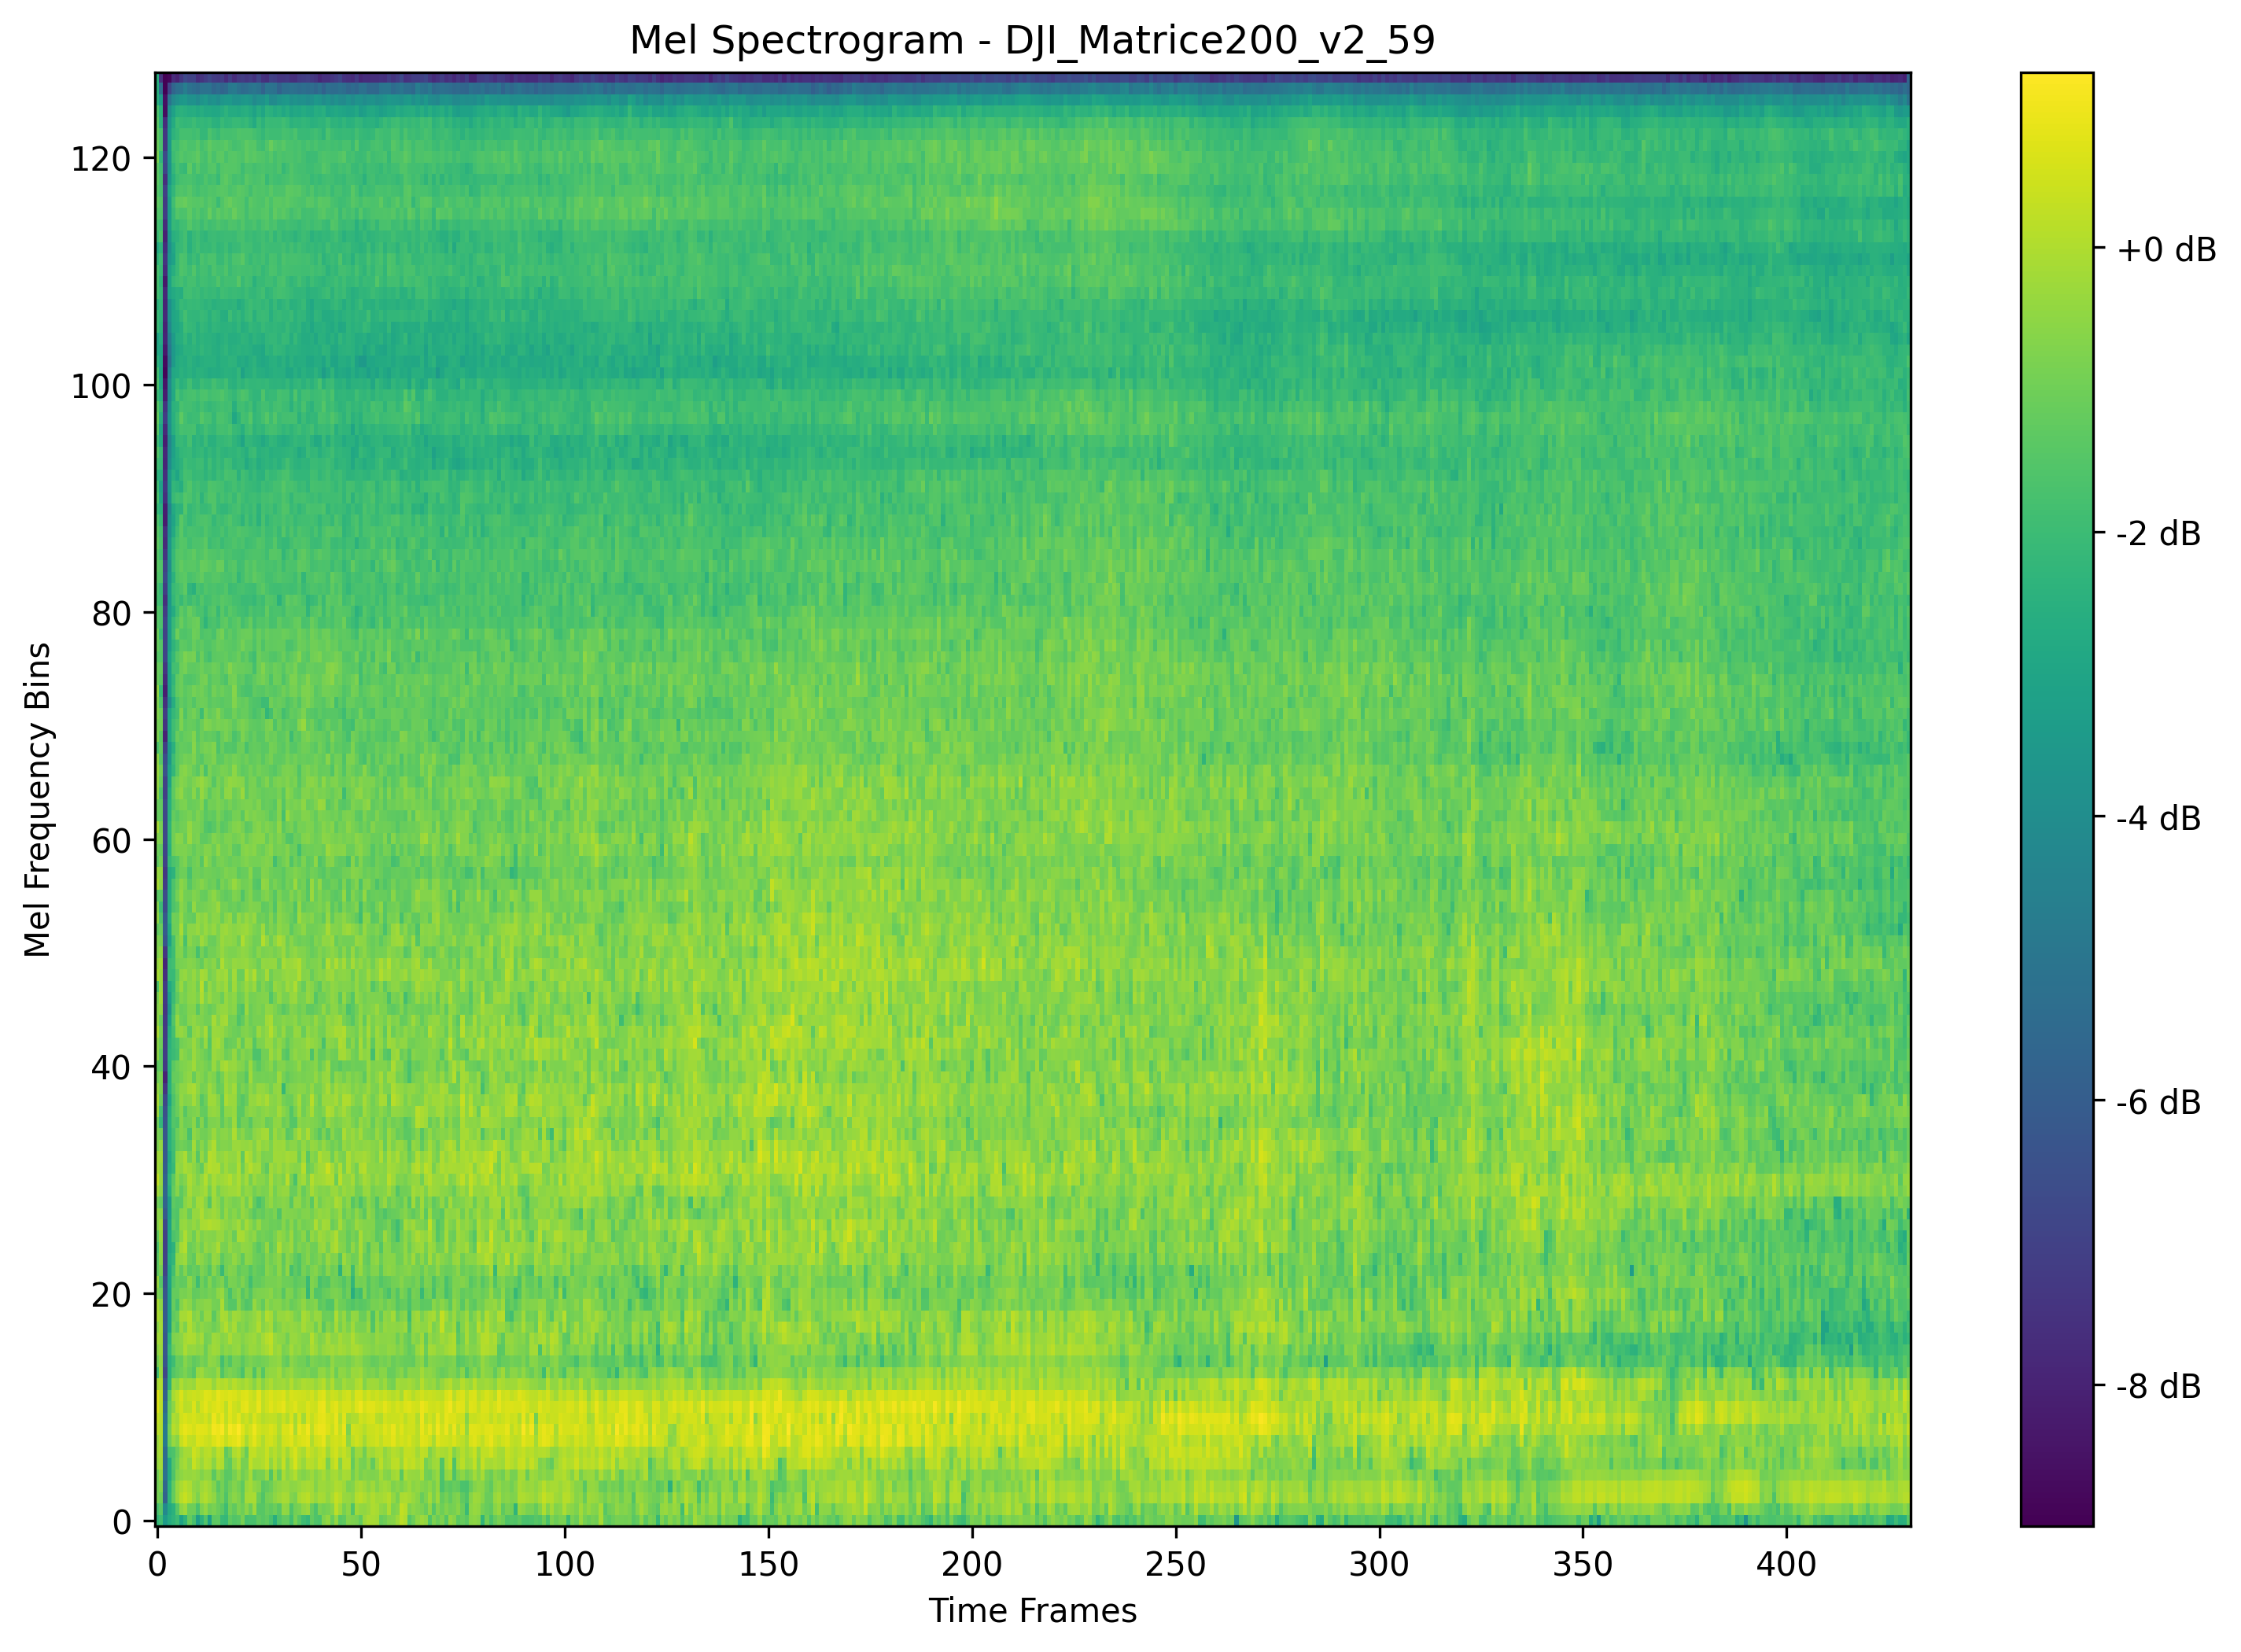 Mel Spectrogram - DJI_Matrice200_v2_59
Mel Frequency Bins
120
100
80
60
40
20
0
0 50 100 150 200 250 300 350 400
Time Frames
+0 dB
-2 dB
-4 dB
-6 dB
-8 dB